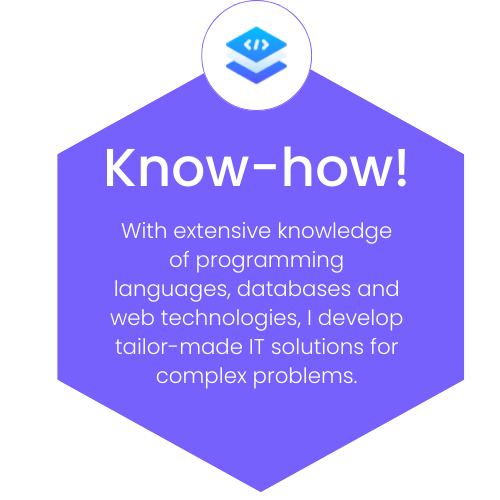 </>
Know-how!
With extensive knowledge
of programming
languages, databases and
web technologies, I develop
tailor-made IT solutions for
complex problems.